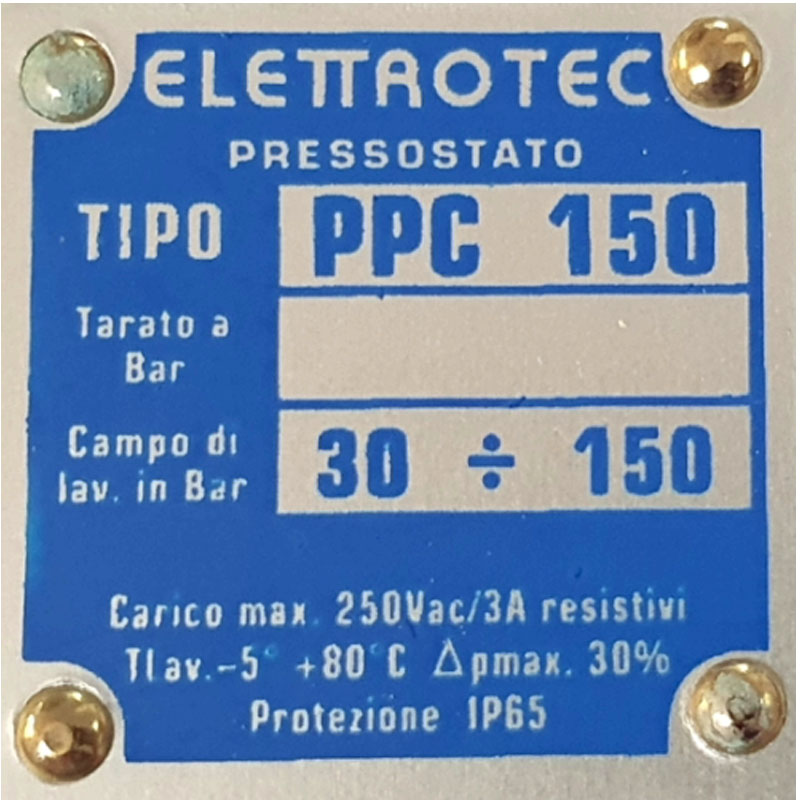 ELETTROTEC
PRESSOSTATO
TIPO PPC 150
Tarato a
Bar
Campo di
lav. in Bar 30 ÷ 150
Carico max. 250Vac/3A resistivi
Tlav.-5° +80°C Δpmax. 30%
Protezione IP65